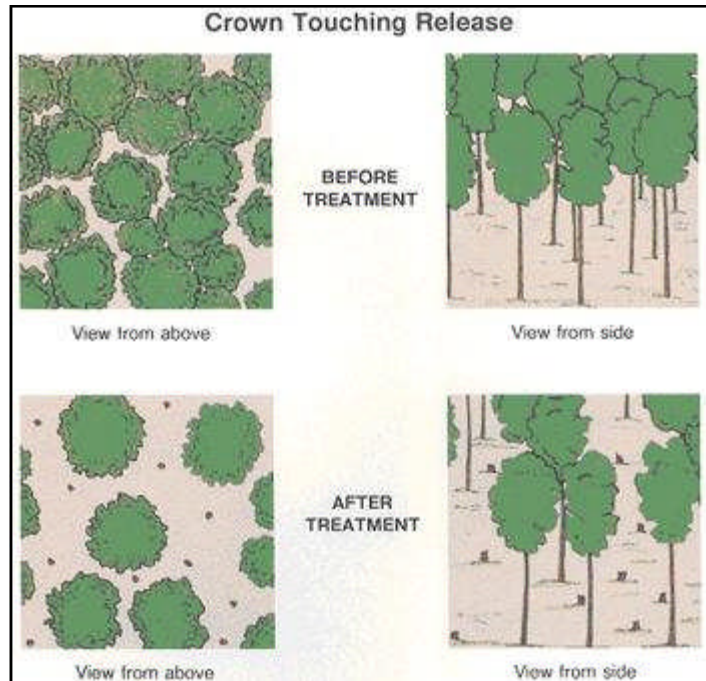 Crown Touching Release
BEFORE
TREATMENT
View from above
View from side
AFTER
TREATMENT
View from above
View from side